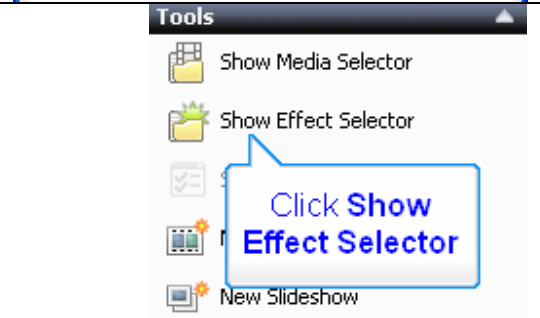 Tools
Show Media Selector
Show Effect Selector
Click Show
Effect Selector
New Slideshow